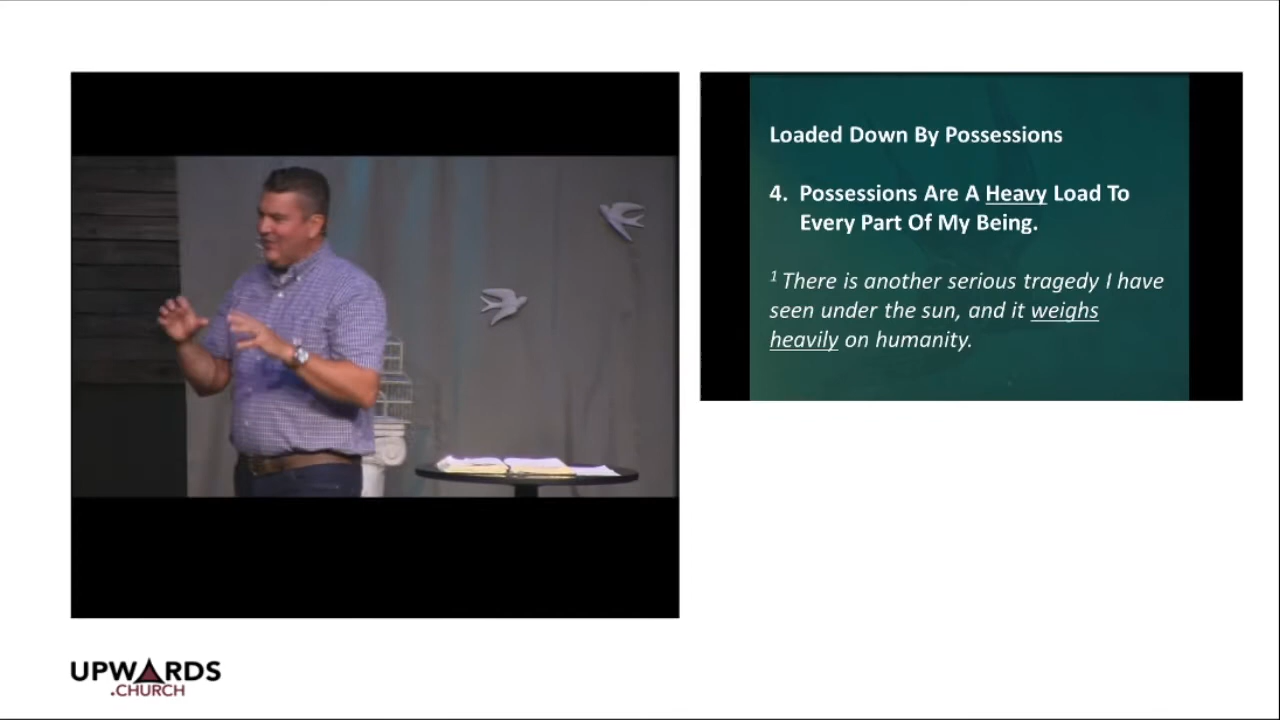 Loaded Down By Possessions
4. Possessions Are A Heavy Load To
Every Part Of My Being.
1 There is another serious tragedy I have
seen under the sun, and it weighs
heavily on humanity.
UPWARDS
.CHURCH